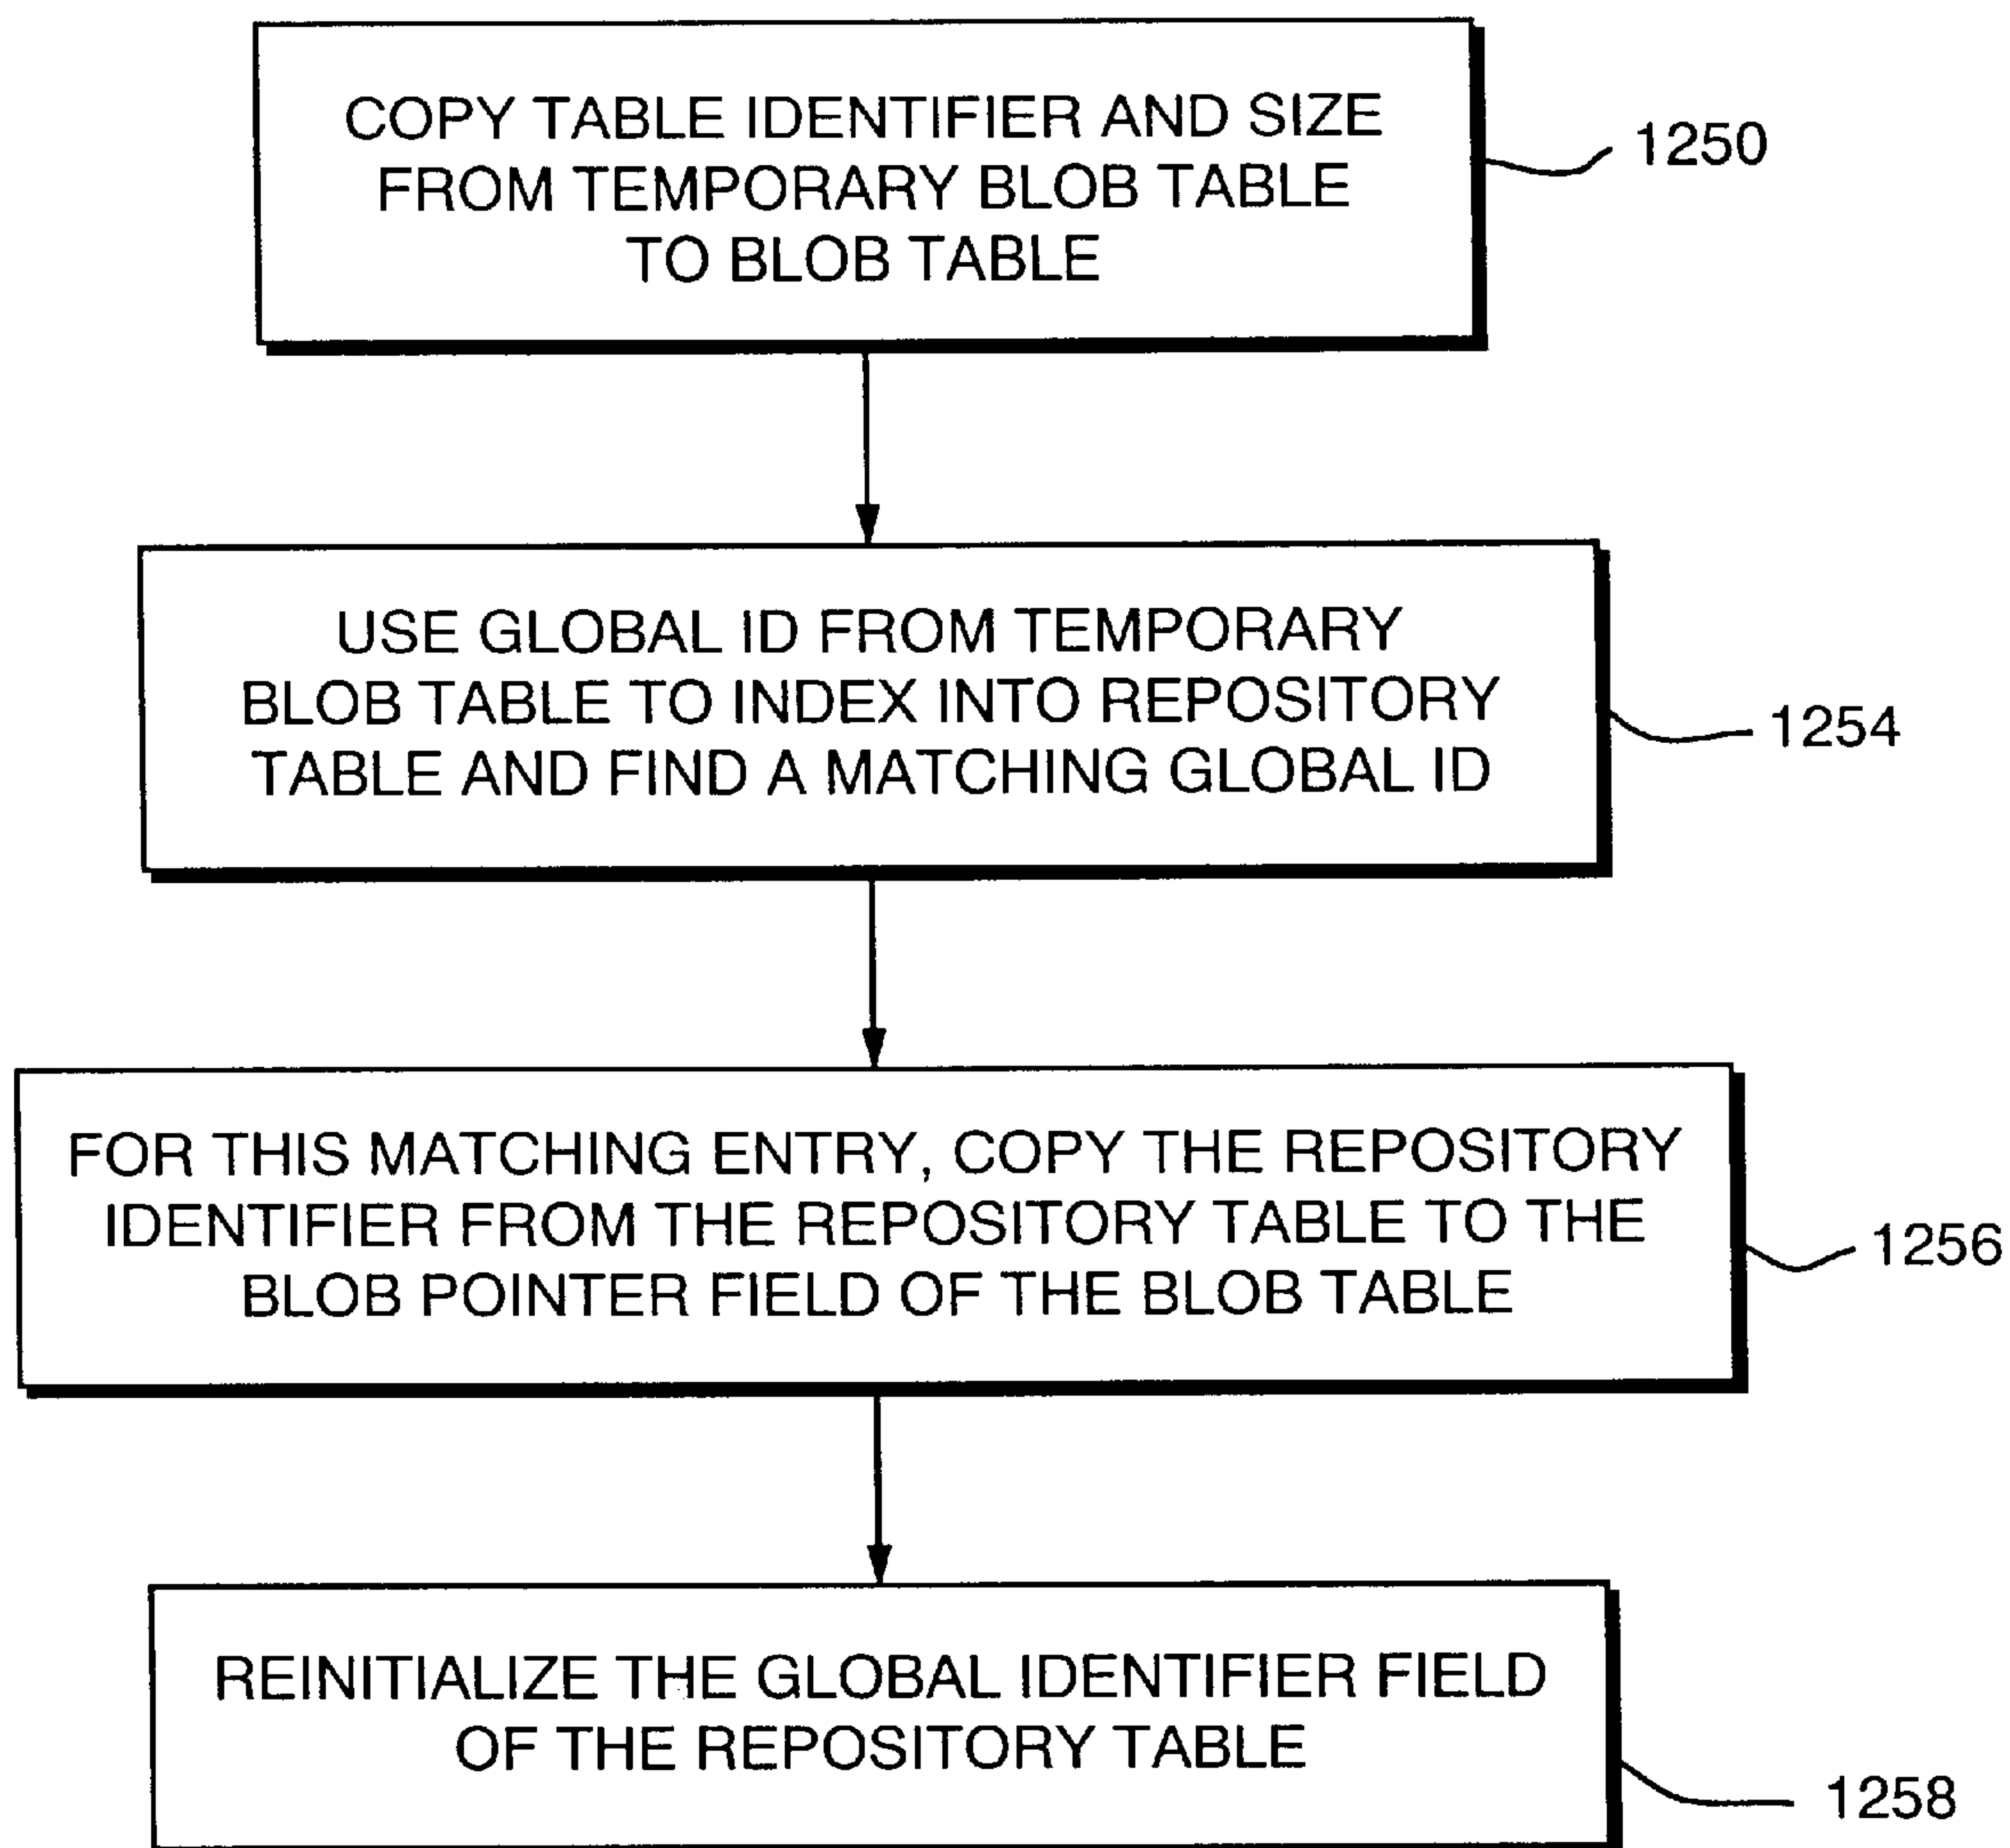 COPY TABLE IDENTIFIER AND SIZE
FROM TEMPORARY BLOB TABLE
TO BLOB TABLE
1250
USE GLOBAL ID FROM TEMPORARY
BLOB TABLE TO INDEX INTO REPOSITORY
TABLE AND FIND A MATCHING GLOBAL ID
1254
FOR THIS MATCHING ENTRY, COPY THE REPOSITORY
IDENTIFIER FROM THE REPOSITORY TABLE TO THE
BLOB POINTER FIELD OF THE BLOB TABLE
1256
REINITIALIZE THE GLOBAL IDENTIFIER FIELD
OF THE REPOSITORY TABLE
1258